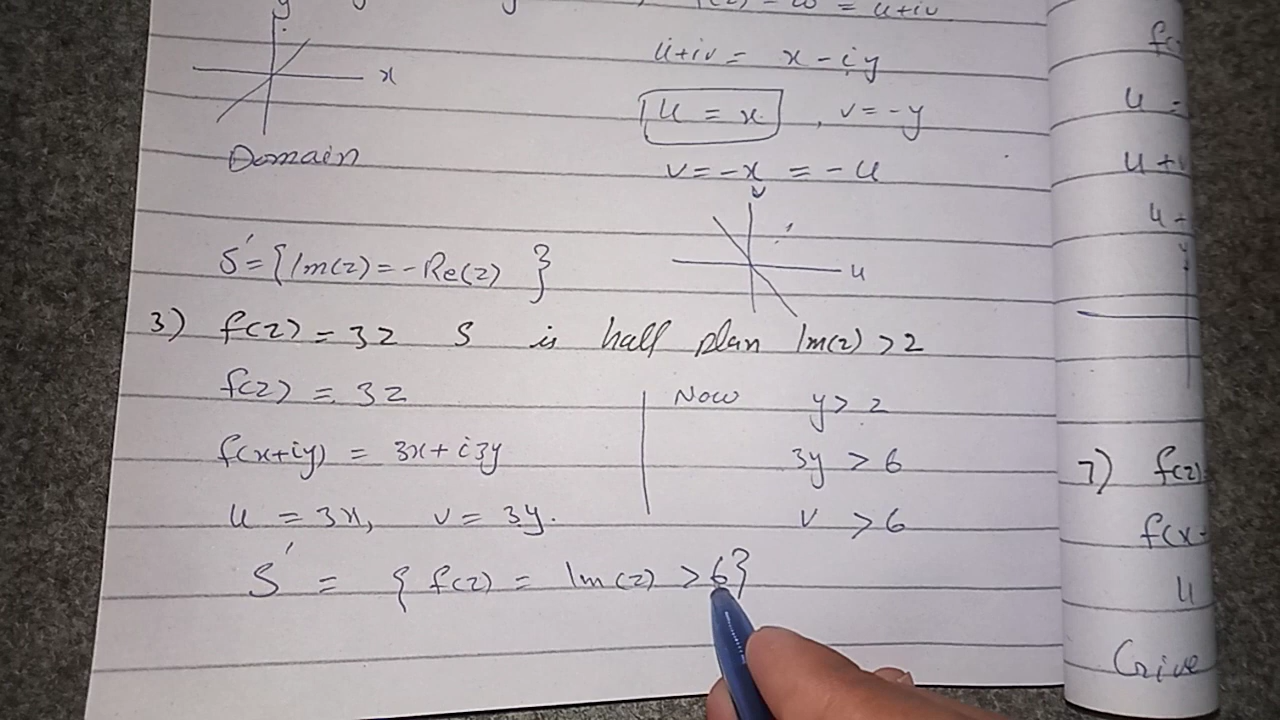 = u+iv
y
u+iv = x - iy
x
u = x , v = -y
Domain
v = -x = -u
v
u
S' = {Im(z) = -Re(z) }
3) f(z) = 3z S is half plan Im(z) > 2
f(z) = 3z
Now y > 2
f(x+iy) = 3x + i3y
3y > 6
u = 3x, v = 3y.
v > 6
S' = { f(z) = Im(z) > 6}
u =
u +
u +
y
7) f(z)
f(x
u